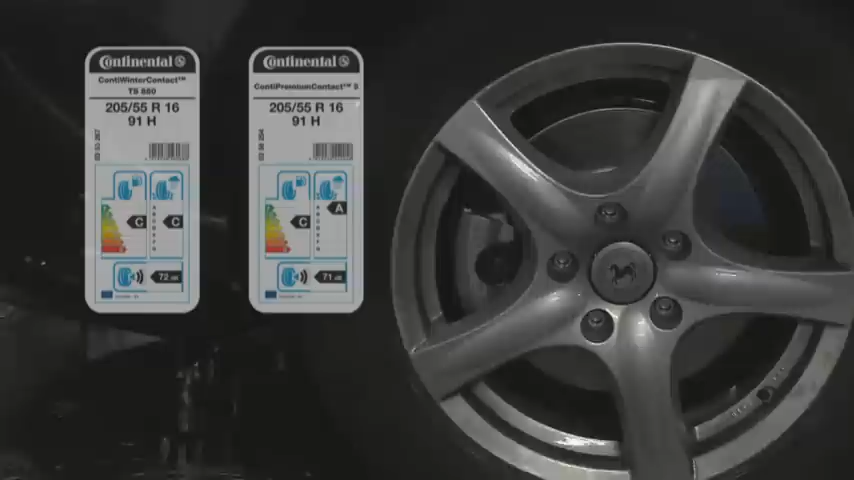 Continental
ContiWinterContact™
TS 850
205/55 R 16
91 H
C
C
72 dB
Continental
ContiPremiumContact™ 5
205/55 R 16
91 H
C
A
71 dB